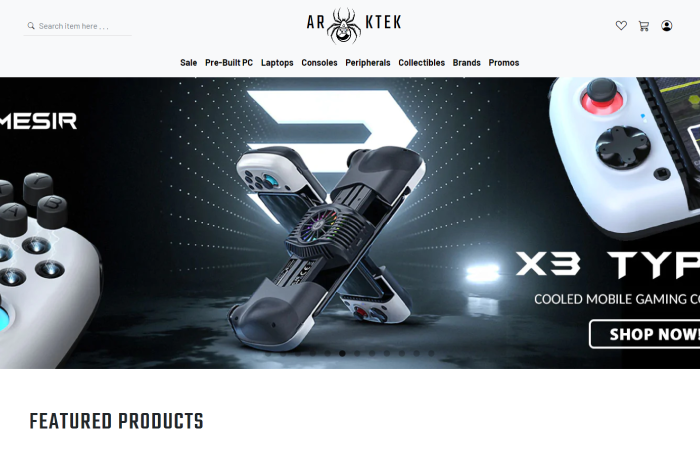 Search item here . . .
AR KTEK
Sale Pre-Built PC Laptops Consoles Peripherals Collectibles Brands Promos
MESIR
Y
A B
X3 TYP
COOLED MOBILE GAMING CO
SHOP NOW!
FEATURED PRODUCTS